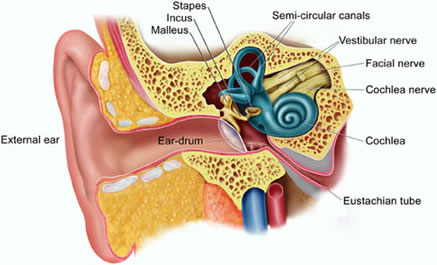 Stapes
Incus
Malleus
Semi-circular canals
Vestibular nerve
Facial nerve
Cochlea nerve
External ear
Ear-drum
Cochlea
Eustachian tube